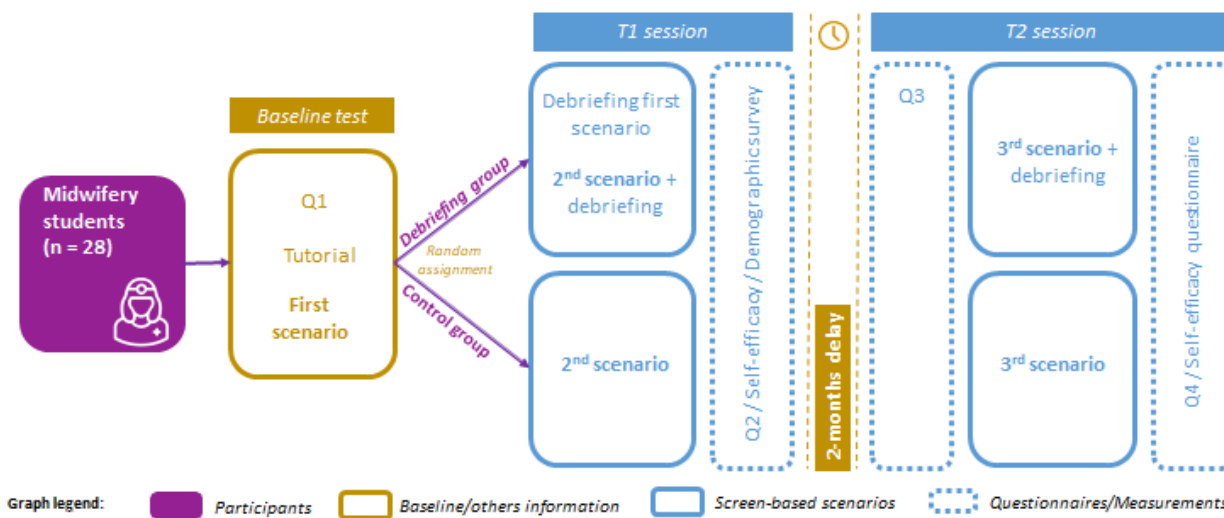 T1 session
T2 session
Baseline test
Midwifery
students
(n = 28)
Q1
Tutorial
First
scenario
Debriefing group
Random
assignment
Control group
Debriefing first
scenario
2nd scenario +
debriefing
2nd scenario
Q2 / Self-efficacy / Demographic survey
2-months delay
Q3
3rd scenario +
debriefing
3rd scenario
Q4 / Self-efficacy questionnaire
Graph legend:
Participants
Baseline/others information
Screen-based scenarios
Questionnaires/Measurements